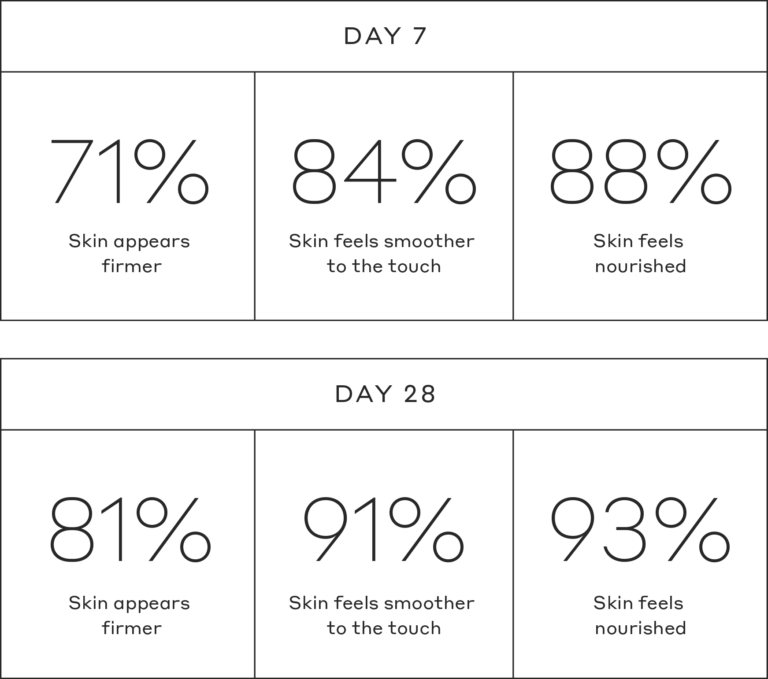 DAY 7
71%
84%
88%
Skin appears
firmer
Skin feels smoother
to the touch
Skin feels
nourished
DAY 28
81%
91%
93%
Skin appears
firmer
Skin feels smoother
to the touch
Skin feels
nourished